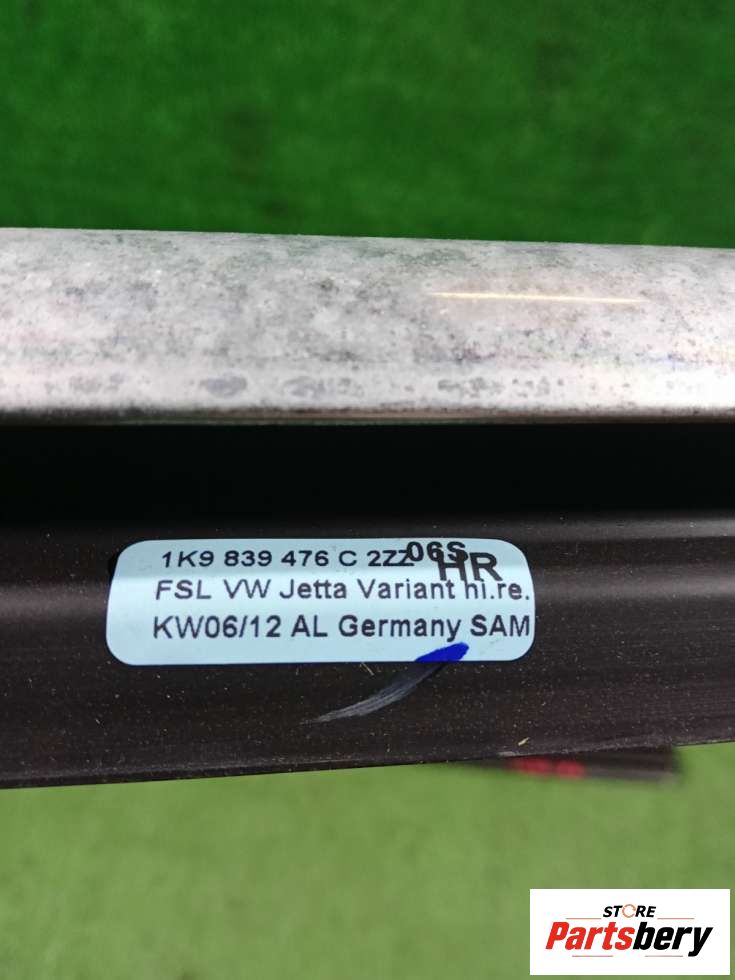 1K9 839 476 C 2ZZ 06S
HR
FSL VW Jetta Variant hi.re.
KW06/12 AL Germany SAM
STORE
Partsbery